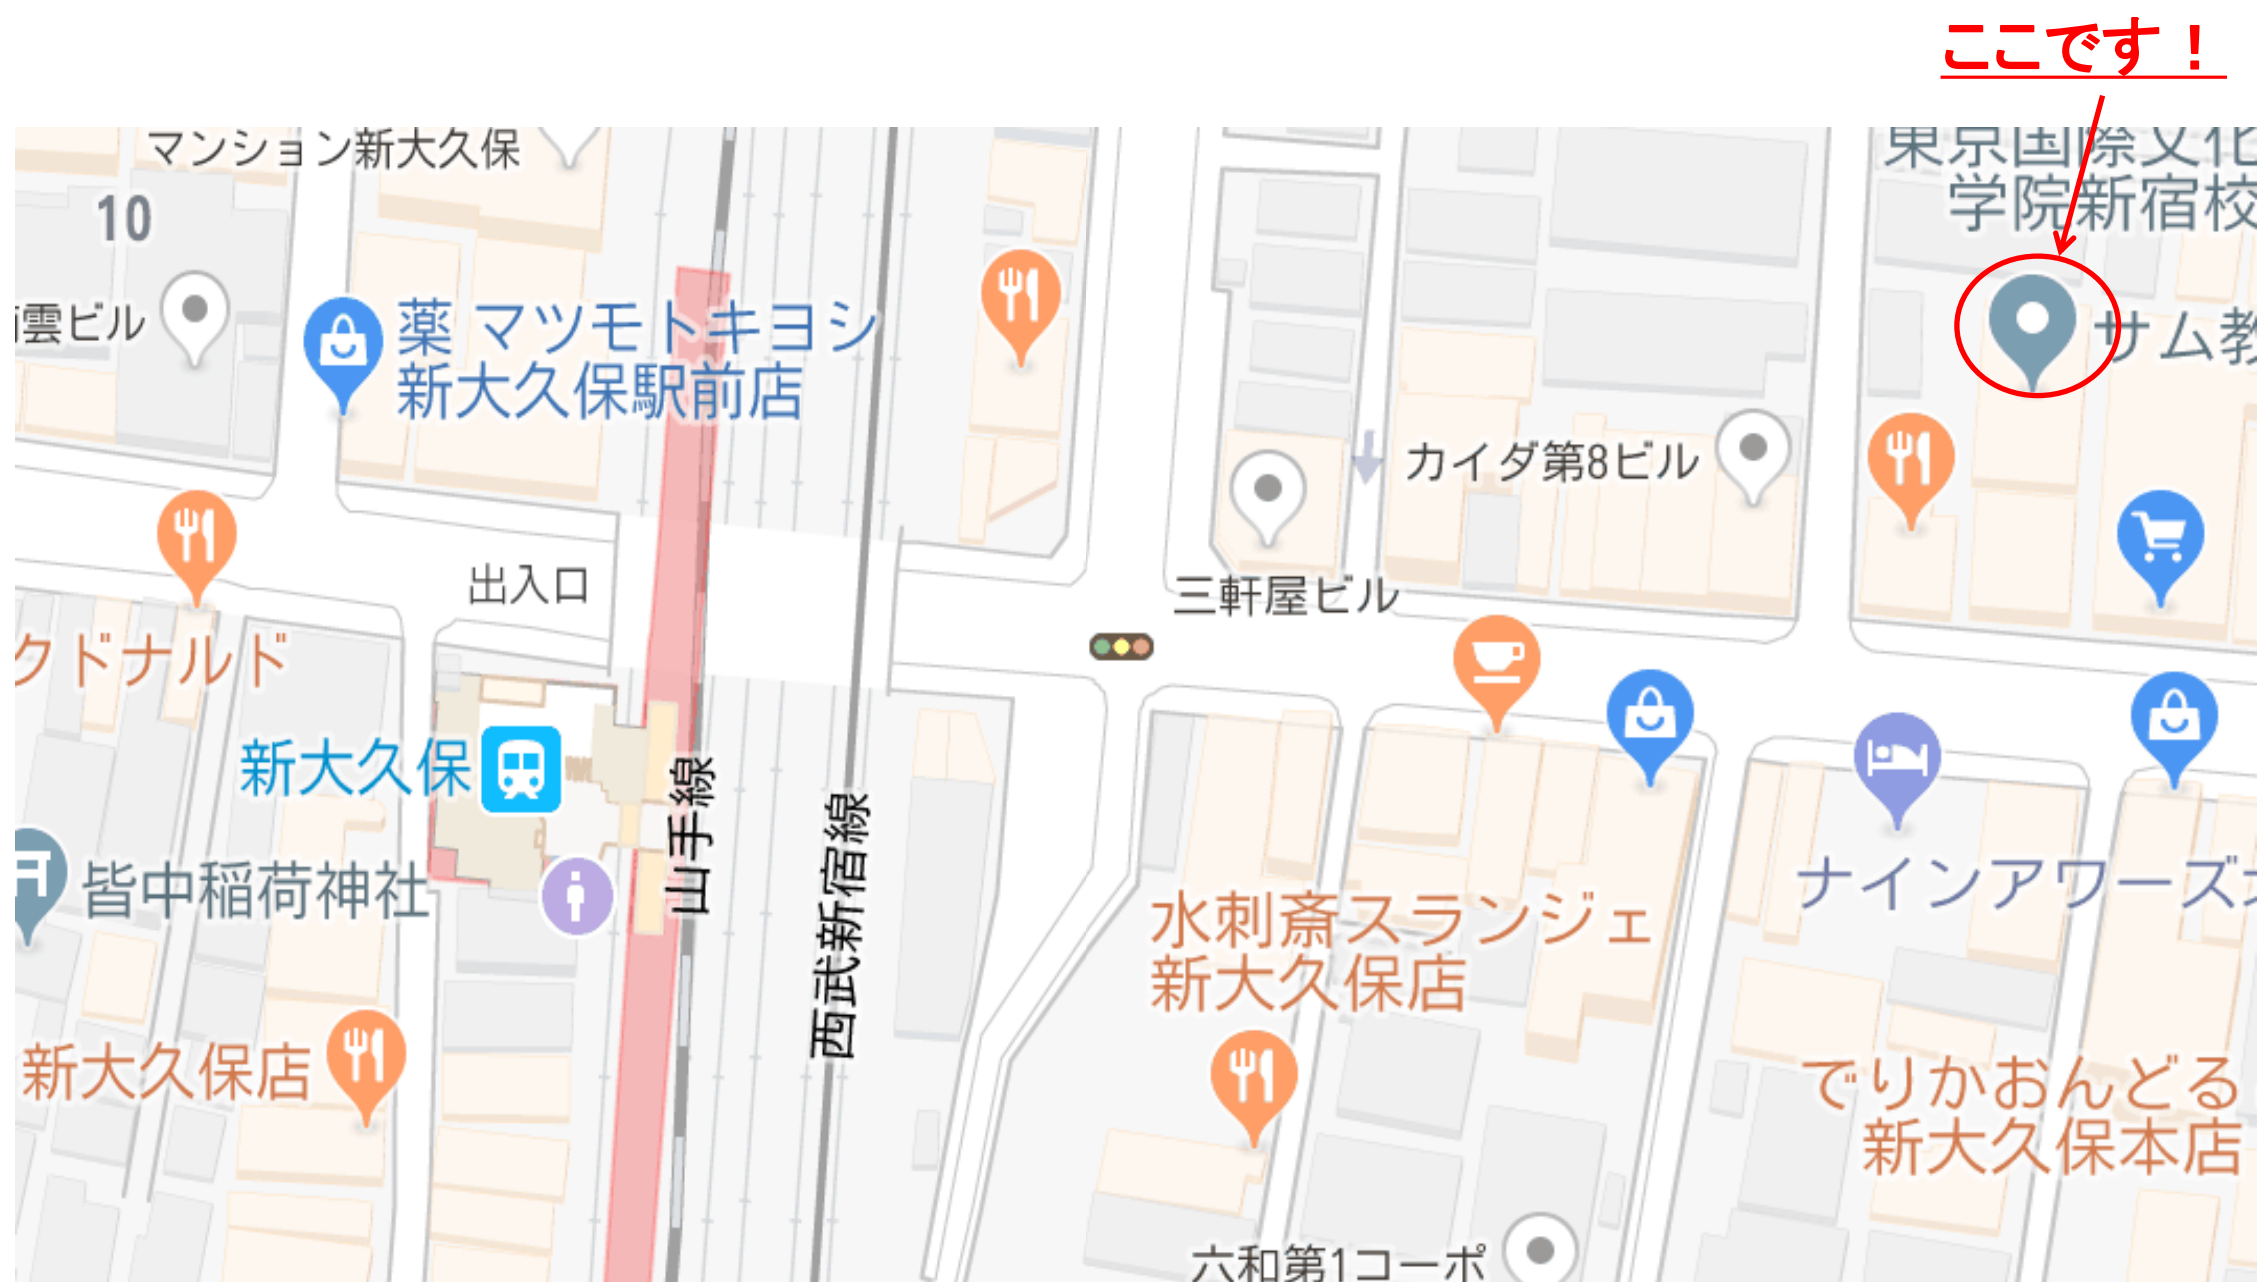 ここです！
マンション新大久保
東京国際文化
学院新宿校
10
雲ビル
薬 マツモトキヨシ
新大久保駅前店
サム教
カイダ第8ビル
出入口
三軒屋ビル
クドナルド
新大久保
山手線
西武新宿線
皆中稲荷神社
ナインアワーズ
水刺斎スランジェ
新大久保店
新大久保店
でりかおんどる
新大久保本店
六和第1コーポ